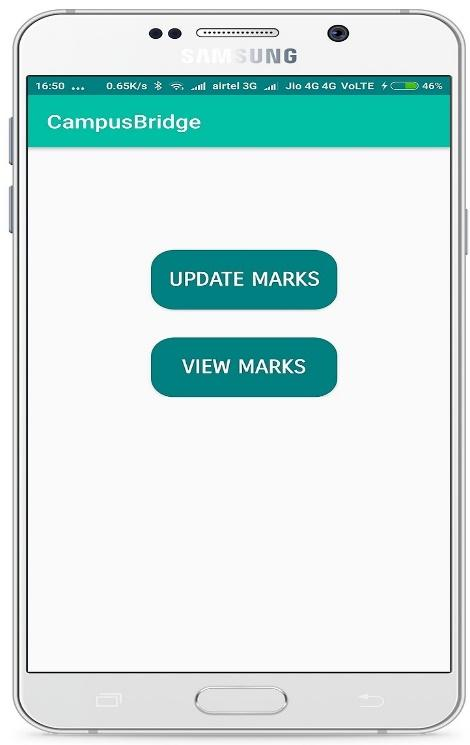 SAMSUNG
16:50 ... 0.65K/s airtel 3G Jio 4G 4G VoLTE 46%
CampusBridge
UPDATE MARKS
VIEW MARKS